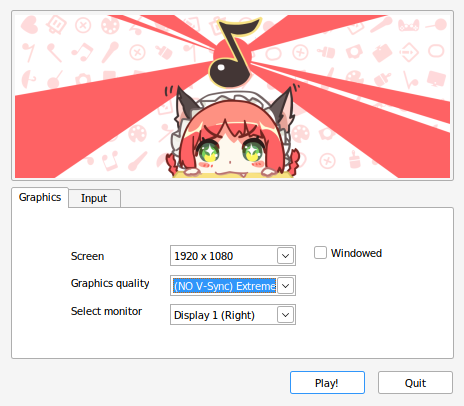 Graphics
Input
Screen
1920 x 1080
Windowed
Graphics quality
(NO V-Sync) Extreme
Select monitor
Display 1 (Right)
Play!
Quit